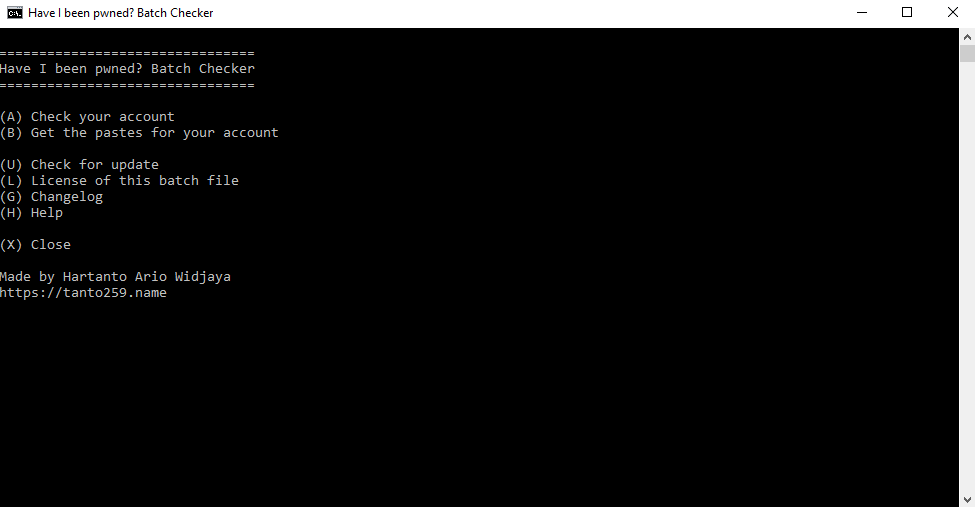 Have I been pwned? Batch Checker
================================
Have I been pwned? Batch Checker
================================
(A) Check your account
(B) Get the pastes for your account
(U) Check for update
(L) License of this batch file
(G) Changelog
(H) Help
(X) Close
Made by Hartanto Ario Widjaya
https://tanto259.name